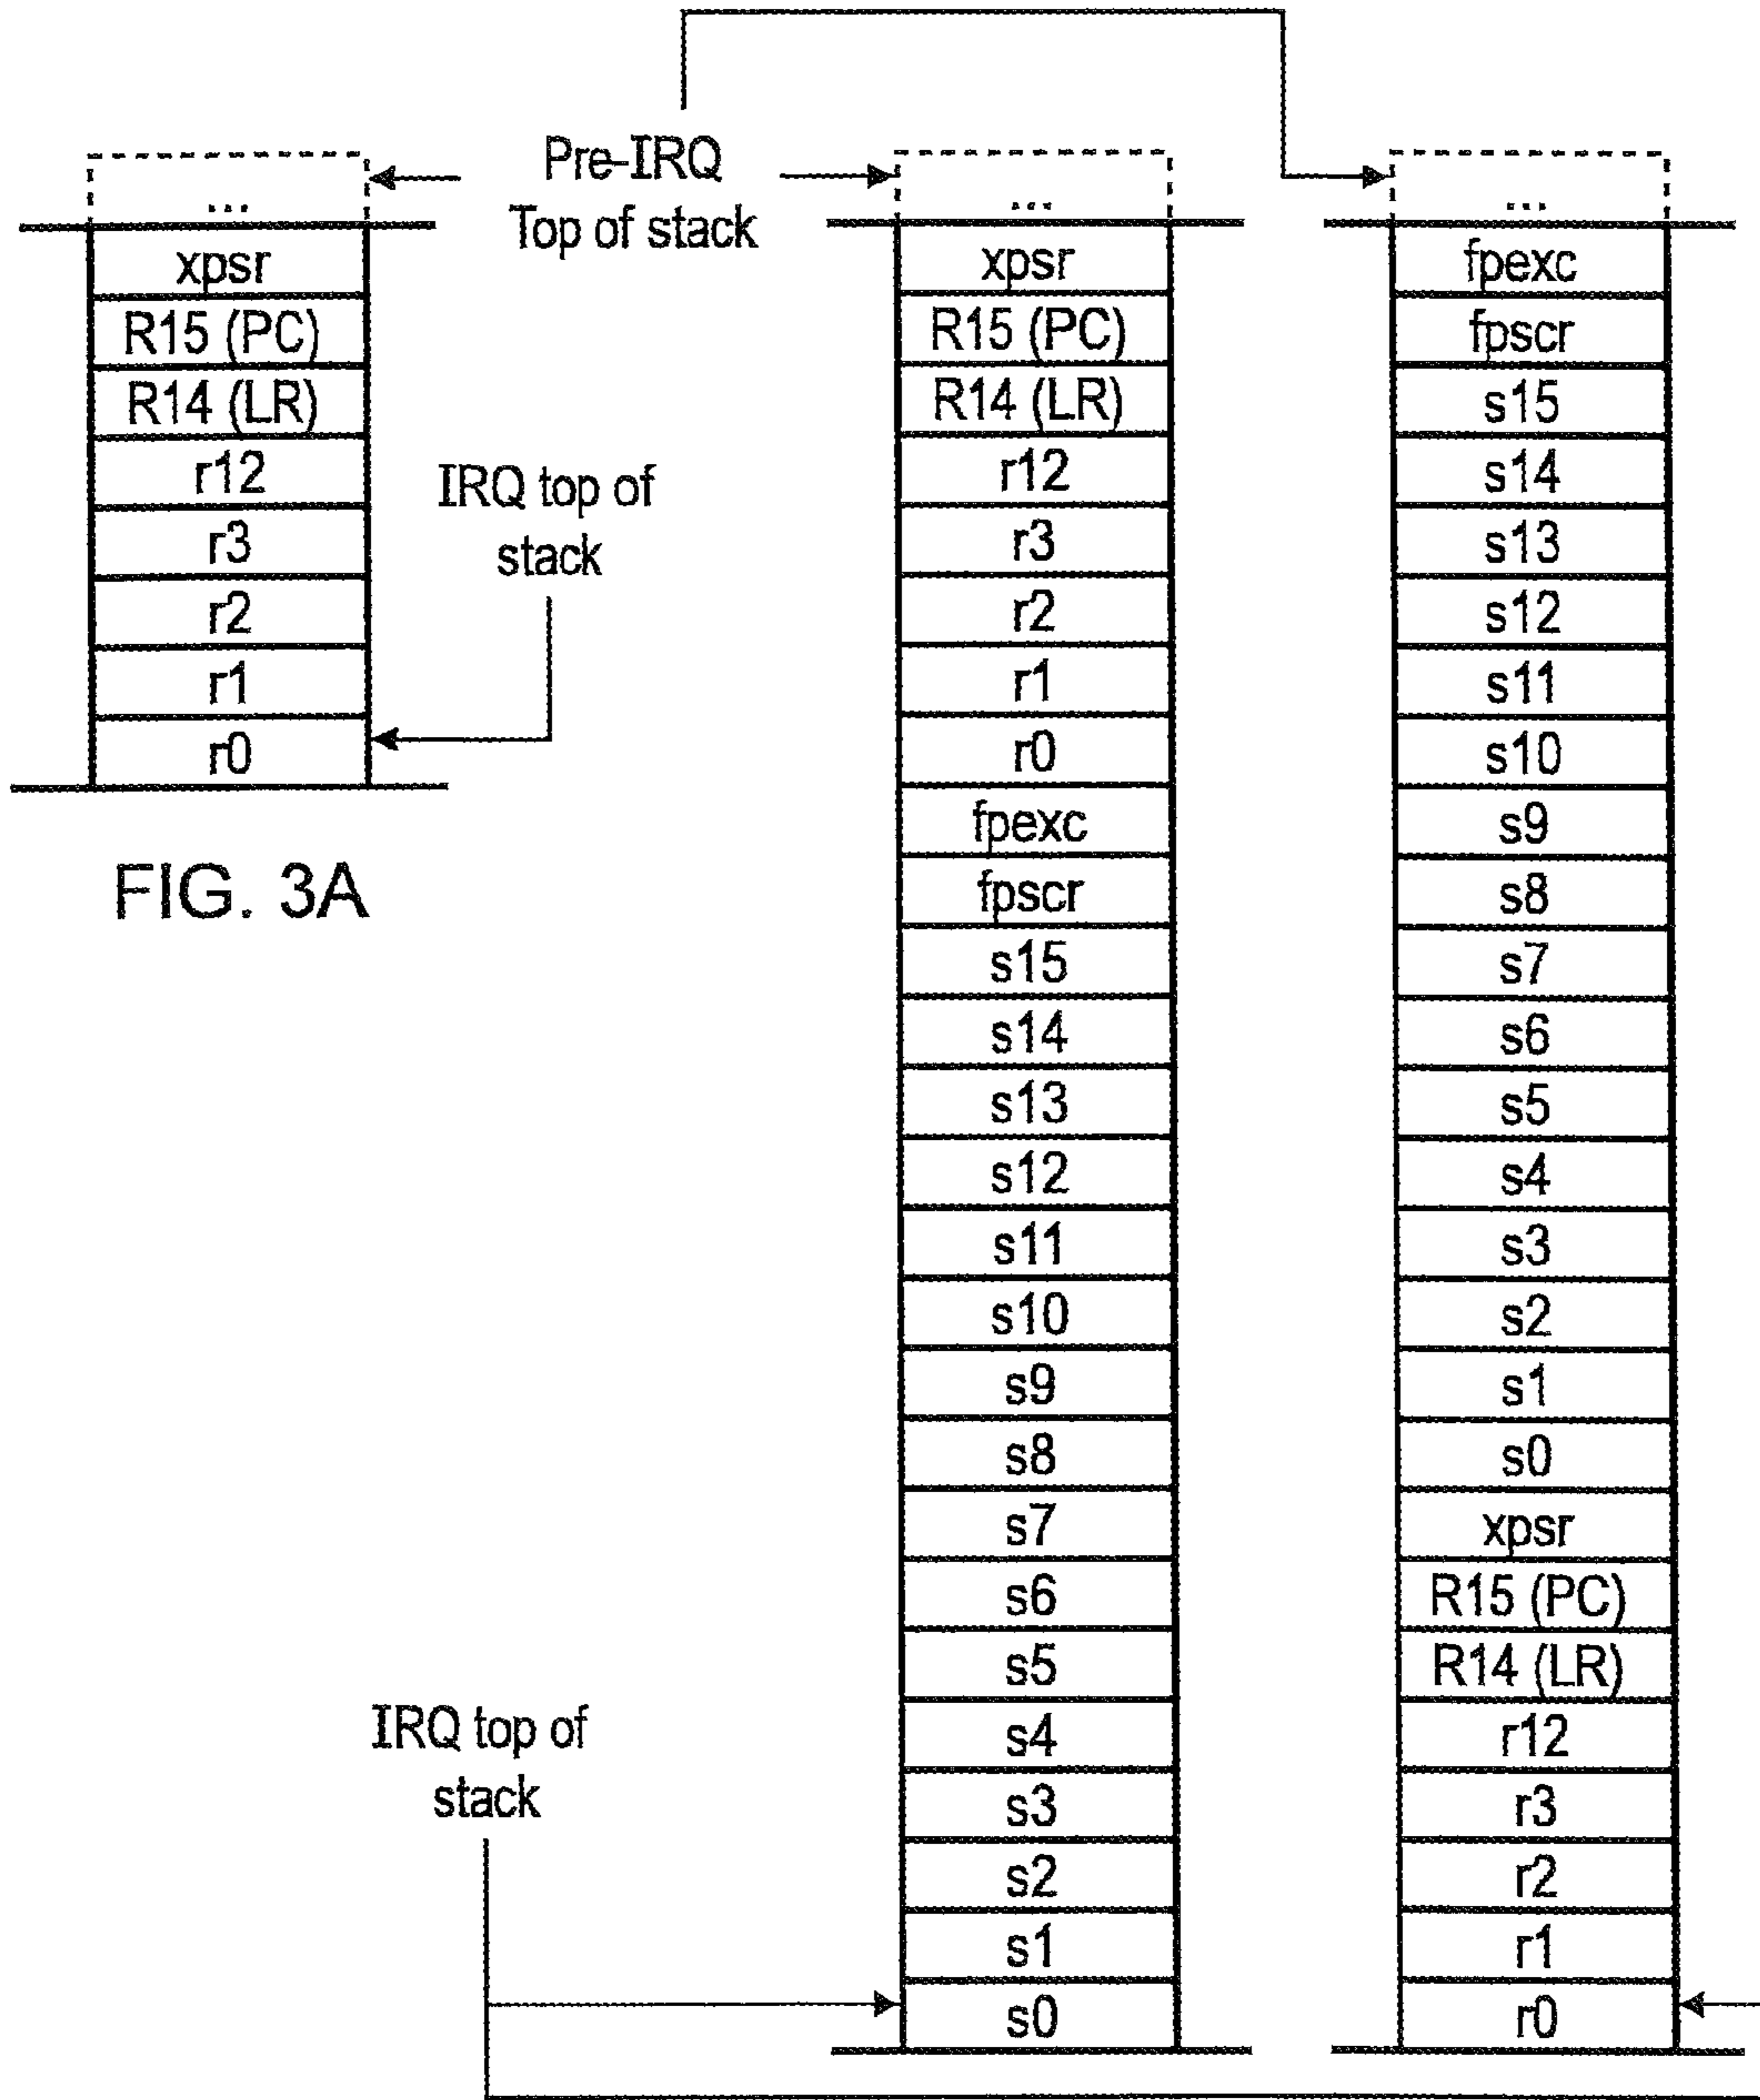 Pre-IRQ
Top of stack
...
xpsr
R15 (PC)
R14 (LR)
r12
r3
r2
r1
r0
IRQ top of
stack
FIG. 3A
...
xpsr
R15 (PC)
R14 (LR)
r12
r3
r2
r1
r0
fpexc
fpscr
s15
s14
s13
s12
s11
s10
s9
s8
s7
s6
s5
s4
s3
s2
s1
s0
...
fpexc
fpscr
s15
s14
s13
s12
s11
s10
s9
s8
s7
s6
s5
s4
s3
s2
s1
s0
xpsr
R15 (PC)
R14 (LR)
r12
r3
r2
r1
r0
IRQ top of
stack